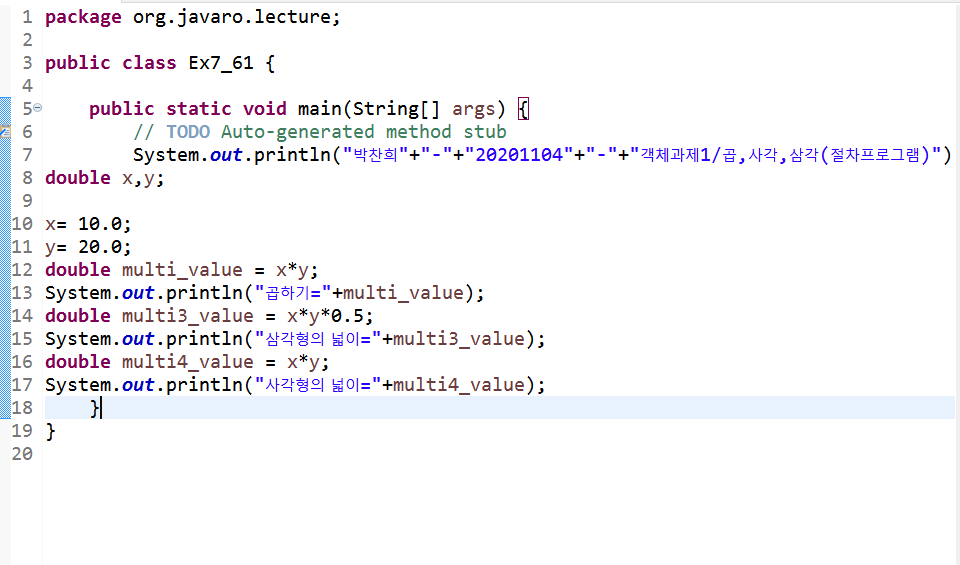 1 package org.javaro.lecture;
2
3 public class Ex7_61 {
4
5 public static void main(String[] args) {
6 // TODO Auto-generated method stub
7 System.out.println("박찬희"+"-"+"20201104"+"-"+"객체과제1/곱,사각,삼각(절차프로그램)")
8 double x,y;
9
10 x= 10.0;
11 y= 20.0;
12 double multi_value = x*y;
13 System.out.println("곱하기="+multi_value);
14 double multi3_value = x*y*0.5;
15 System.out.println("삼각형의 넓이="+multi3_value);
16 double multi4_value = x*y;
17 System.out.println("사각형의 넓이="+multi4_value);
18 }
19 }
20